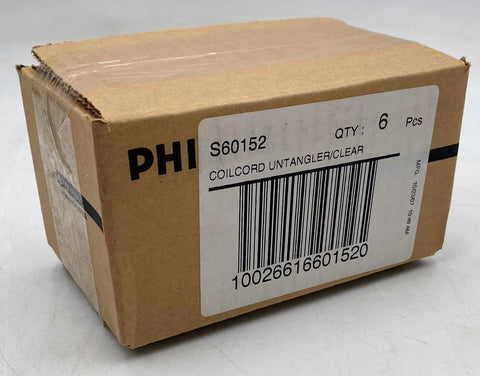 PHI
S60152 QTY : 6 Pcs
COILCORD UNTANGLER/CLEAR
10026616601520